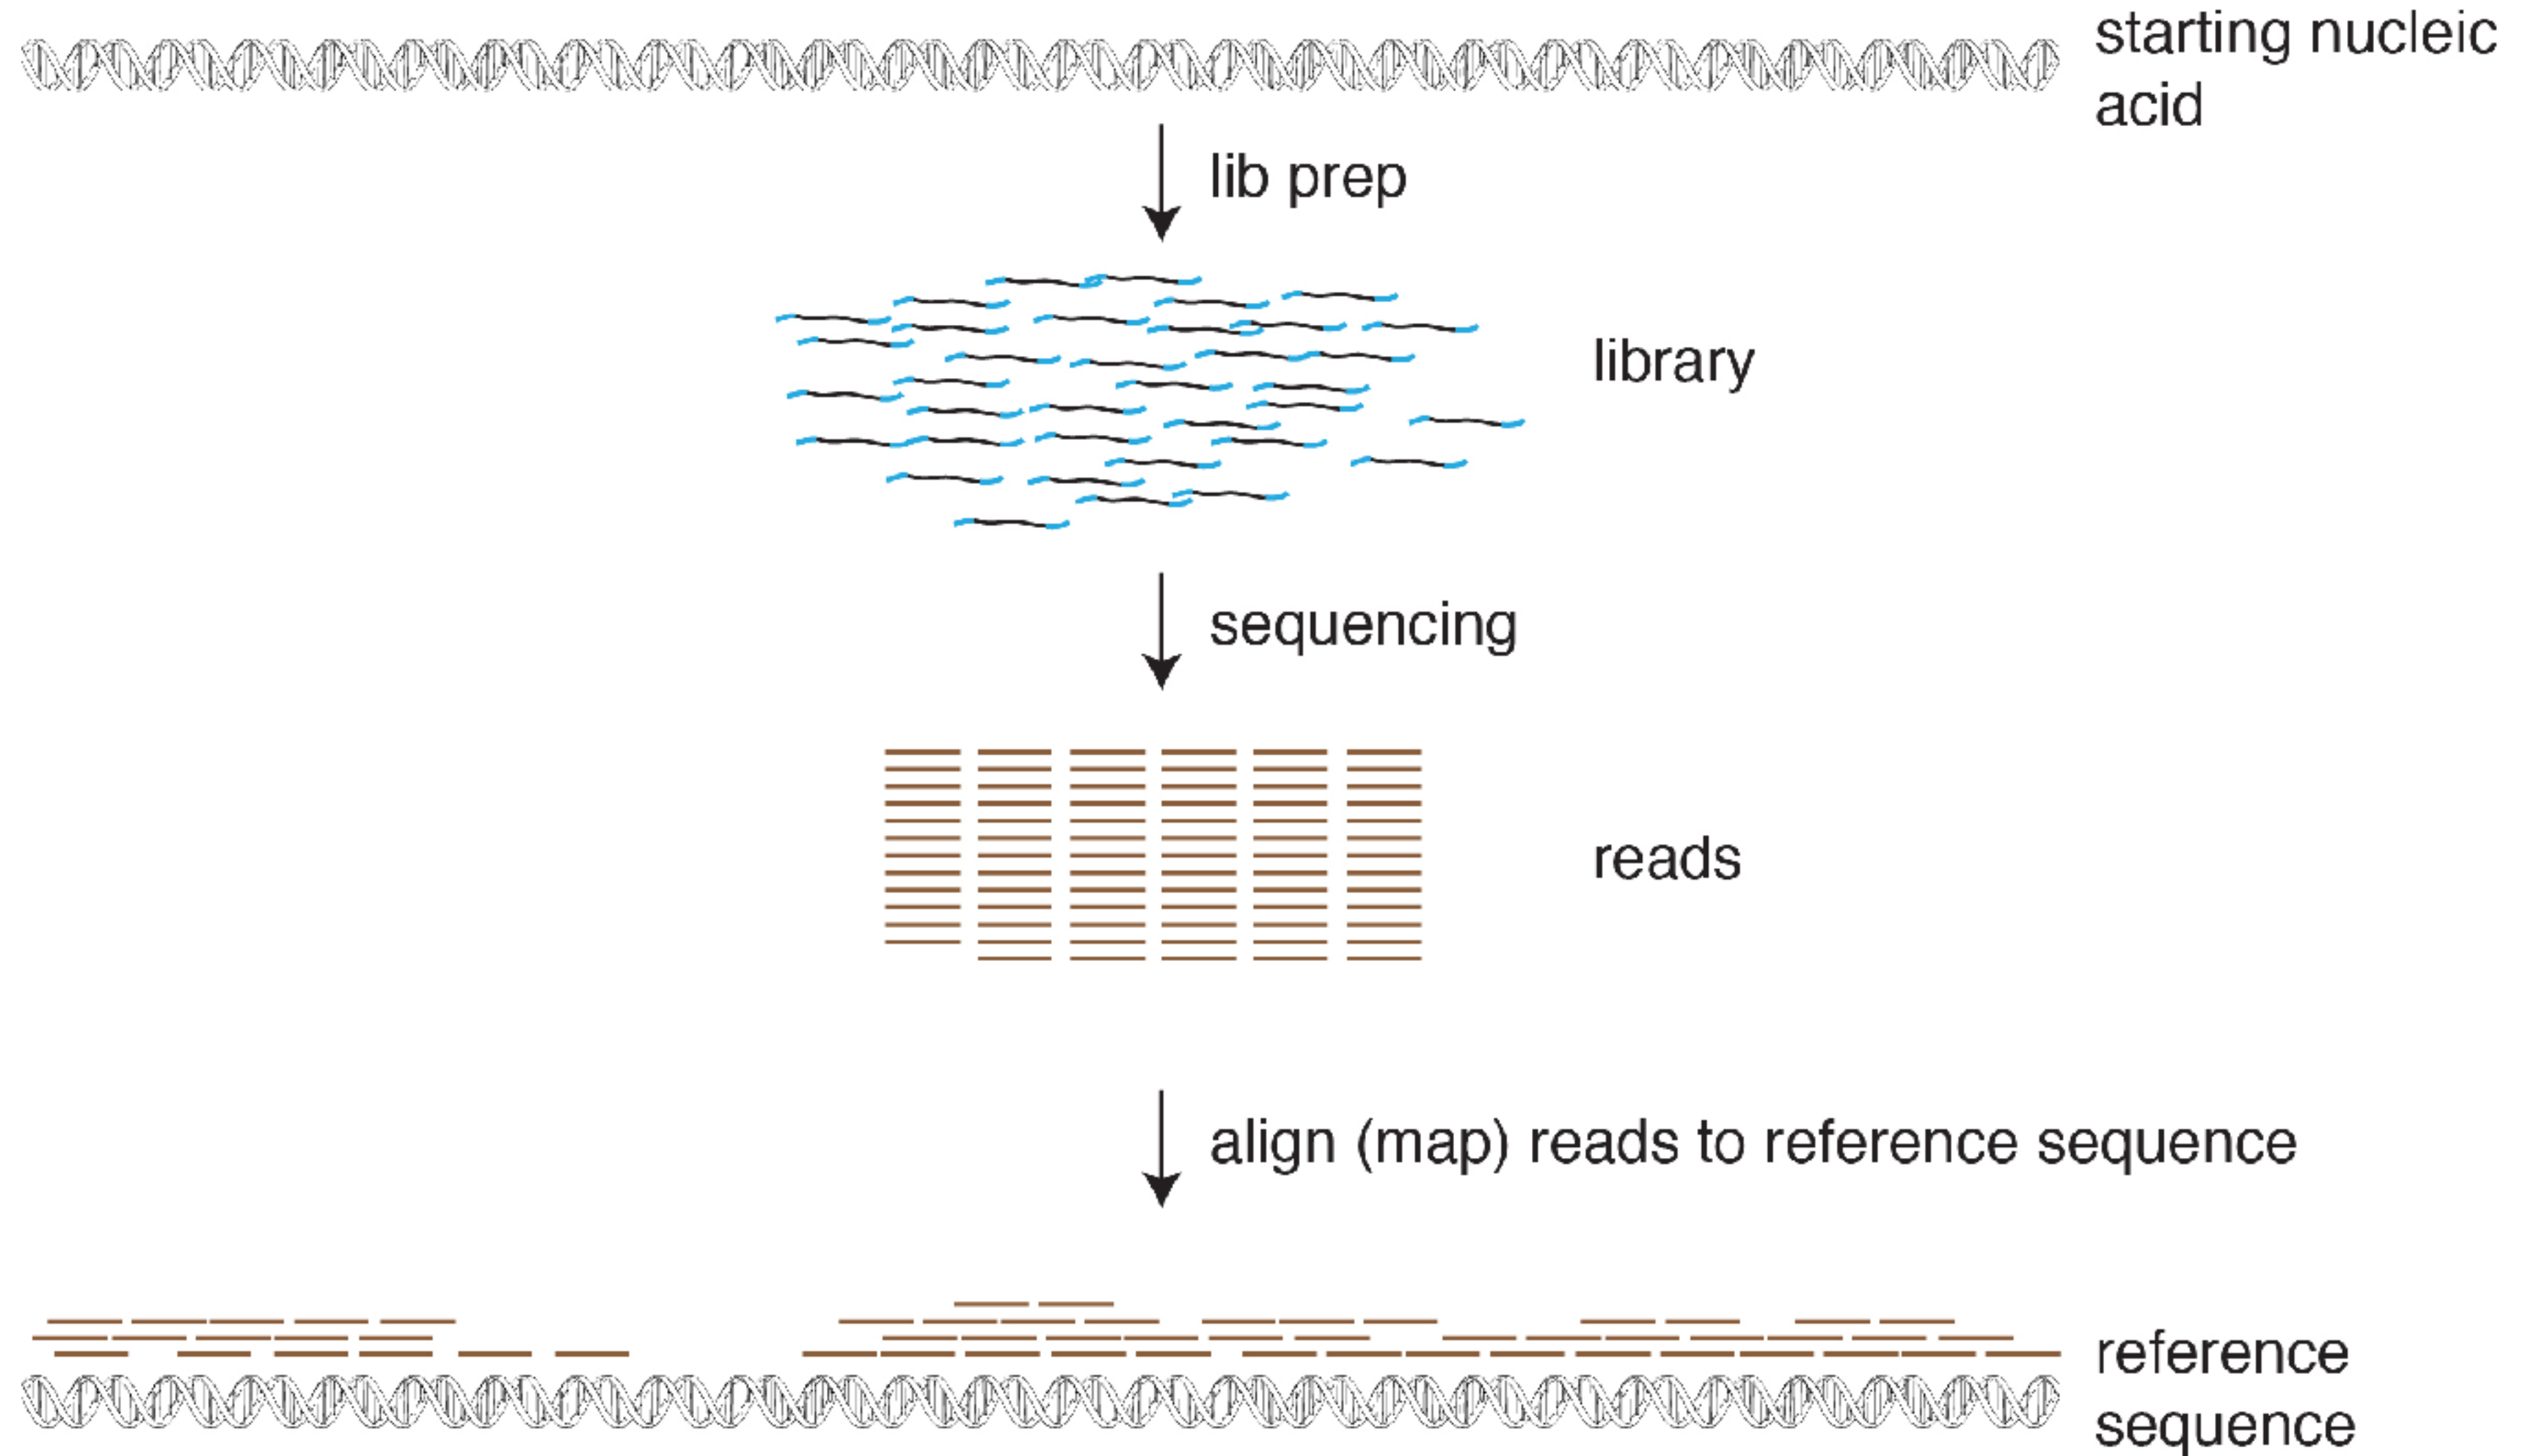 starting nucleic
acid
lib prep
library
sequencing
reads
align (map) reads to reference sequence
reference
sequence